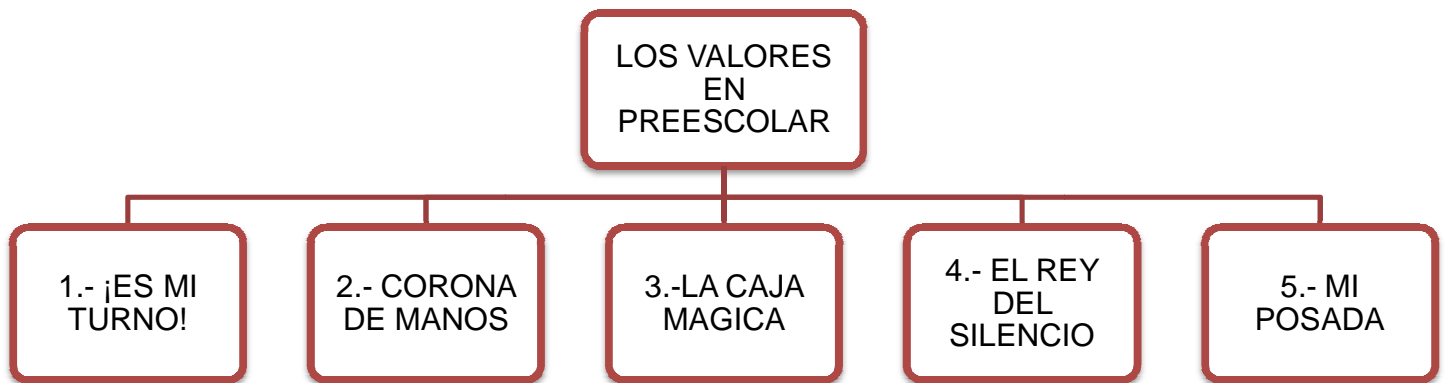 LOS VALORES
EN
PREESCOLAR
1.- ¡ES MI
TURNO!
2.- CORONA
DE MANOS
3.-LA CAJA
MAGICA
4.- EL REY
DEL
SILENCIO
5.- MI
POSADA